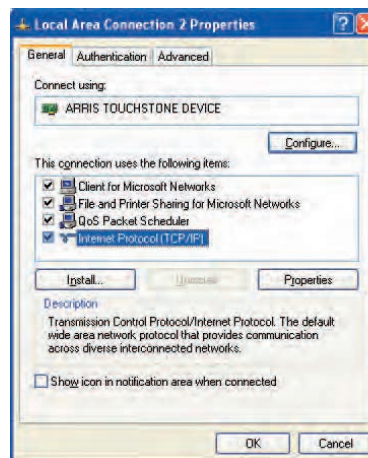 Local Area Connection 2 Properties
General Authentication Advanced
Connect using:
ARRIS TOUCHSTONE DEVICE
Configure...
This connection uses the following items:
Client for Microsoft Networks
File and Printer Sharing for Microsoft Networks
QoS Packet Scheduler
Internet Protocol (TCP/IP)
Install... Uninstall Properties
Description
Transmission Control Protocol/Internet Protocol. The default
wide area network protocol that provides communication
across diverse interconnected networks.
Show icon in notification area when connected
OK Cancel